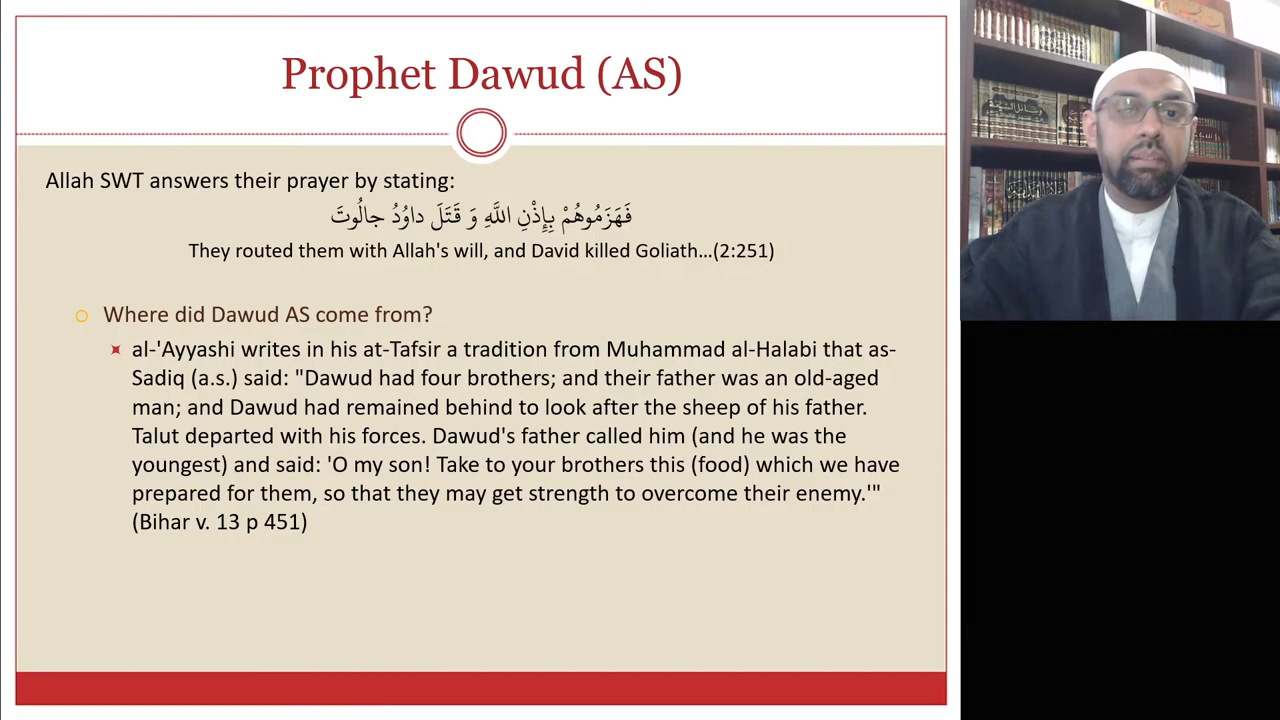 Prophet Dawud (AS)
Allah SWT answers their prayer by stating:
فَهَزَمُوهُمْ بِإِذْنِ اللَّهِ وَ قَتَلَ داوُدُ جالُوتَ
They routed them with Allah's will, and David killed Goliath...(2:251)
Where did Dawud AS come from?
al-'Ayyashi writes in his at-Tafsir a tradition from Muhammad al-Halabi that as-
Sadiq (a.s.) said: "Dawud had four brothers; and their father was an old-aged
man; and Dawud had remained behind to look after the sheep of his father.
Talut departed with his forces. Dawud's father called him (and he was the
youngest) and said: 'O my son! Take to your brothers this (food) which we have
prepared for them, so that they may get strength to overcome their enemy.'"
(Bihar v. 13 p 451)